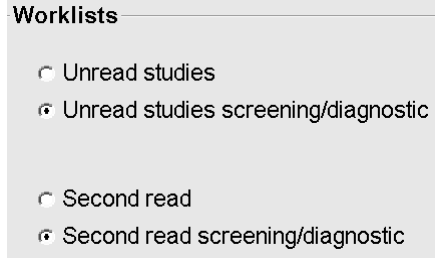 Worklists
Unread studies
Unread studies screening/diagnostic
Second read
Second read screening/diagnostic